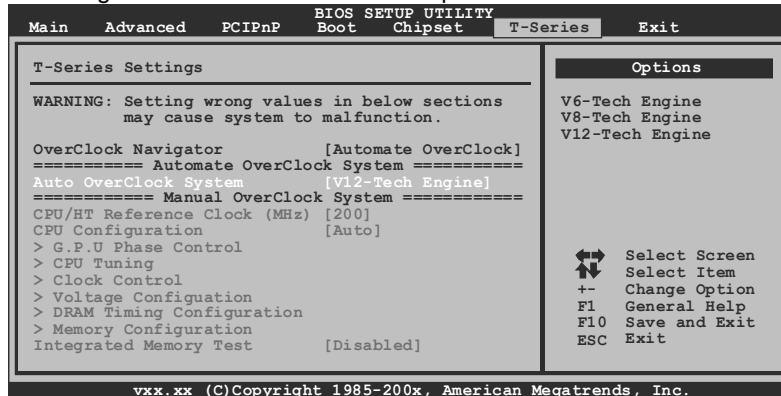 BIOS SETUP UTILITY
Main Advanced PCIPnP Boot Chipset T-Series Exit
T-Series Settings
WARNING: Setting wrong values in below sections
may cause system to malfunction.
OverClock Navigator [Automate OverClock]
=========== Automate OverClock System ===========
Auto OverClock System [V12-Tech Engine]
============ Manual OverClock System ============
CPU/HT Reference Clock (MHz) [200]
CPU Configuration [Auto]
> G.P.U Phase Control
> CPU Tuning
> Clock Control
> Voltage Configuation
> DRAM Timing Configuration
> Memory Configuration
Integrated Memory Test [Disabled]
Options
V6-Tech Engine
V8-Tech Engine
V12-Tech Engine
Select Screen
Select Item
+- Change Option
F1 General Help
F10 Save and Exit
ESC Exit
vxx.xx (C)Copyright 1985-200x, American Megatrends, Inc.